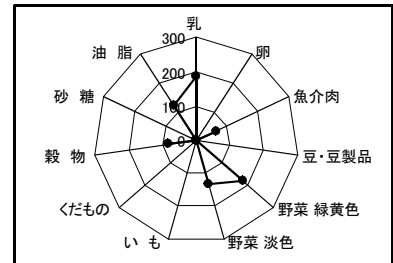 乳
300
200
100
0
卵
魚介肉
豆・豆製品
野菜 緑黄色
野菜 淡色
いも
くだもの
穀物
砂糖
油脂